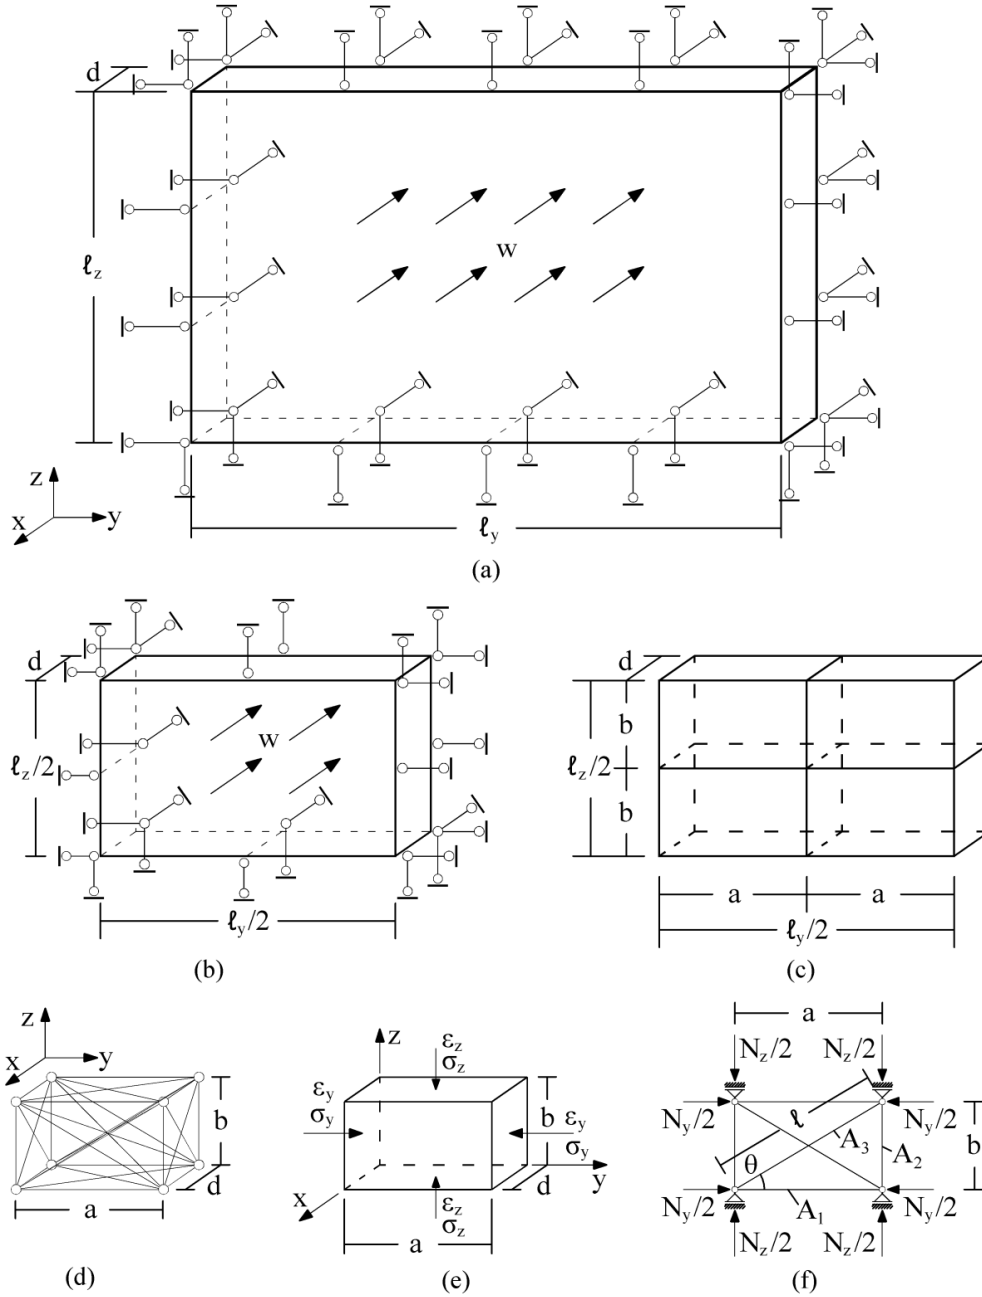 d
ℓz
w
z
x y
ℓy
(a)
d
ℓz/2
w
ℓy/2
(b)
d
ℓz/2
b
b
a a
ℓy/2
(c)
z
x y
b
d
a
(d)
z
εz
σz
εy
σy
b
εy
σy
d
y
x
εz
σz
a
(e)
a
Nz/2 Nz/2
Ny/2 Ny/2
ℓ
A3
A2
b
θ
Ny/2 A1 Ny/2
Nz/2 Nz/2
(f)